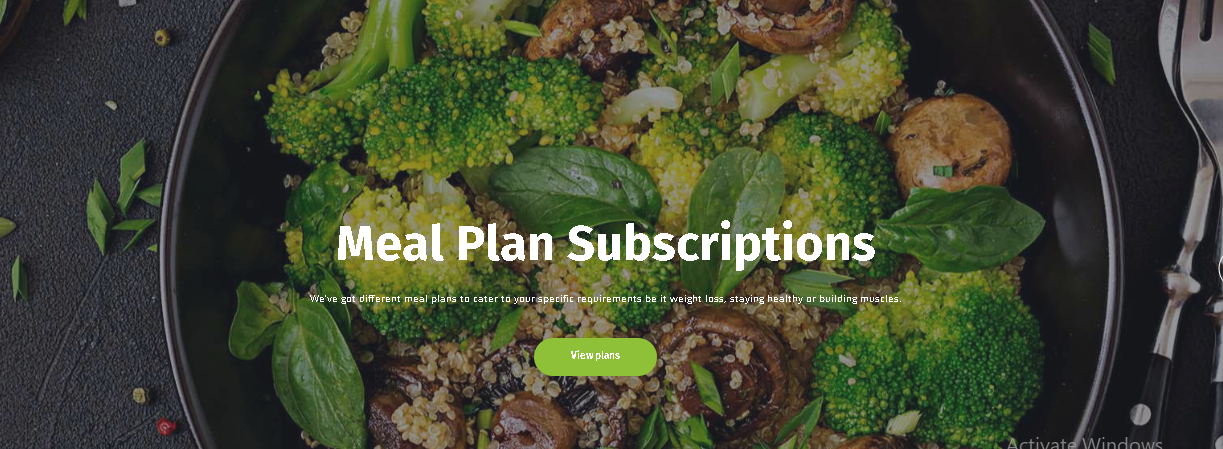 Meal Plan Subscriptions
We've got different meal plans to cater to your specific requirements be it weight loss, staying healthy or building muscles.
View plans
Activate Windows